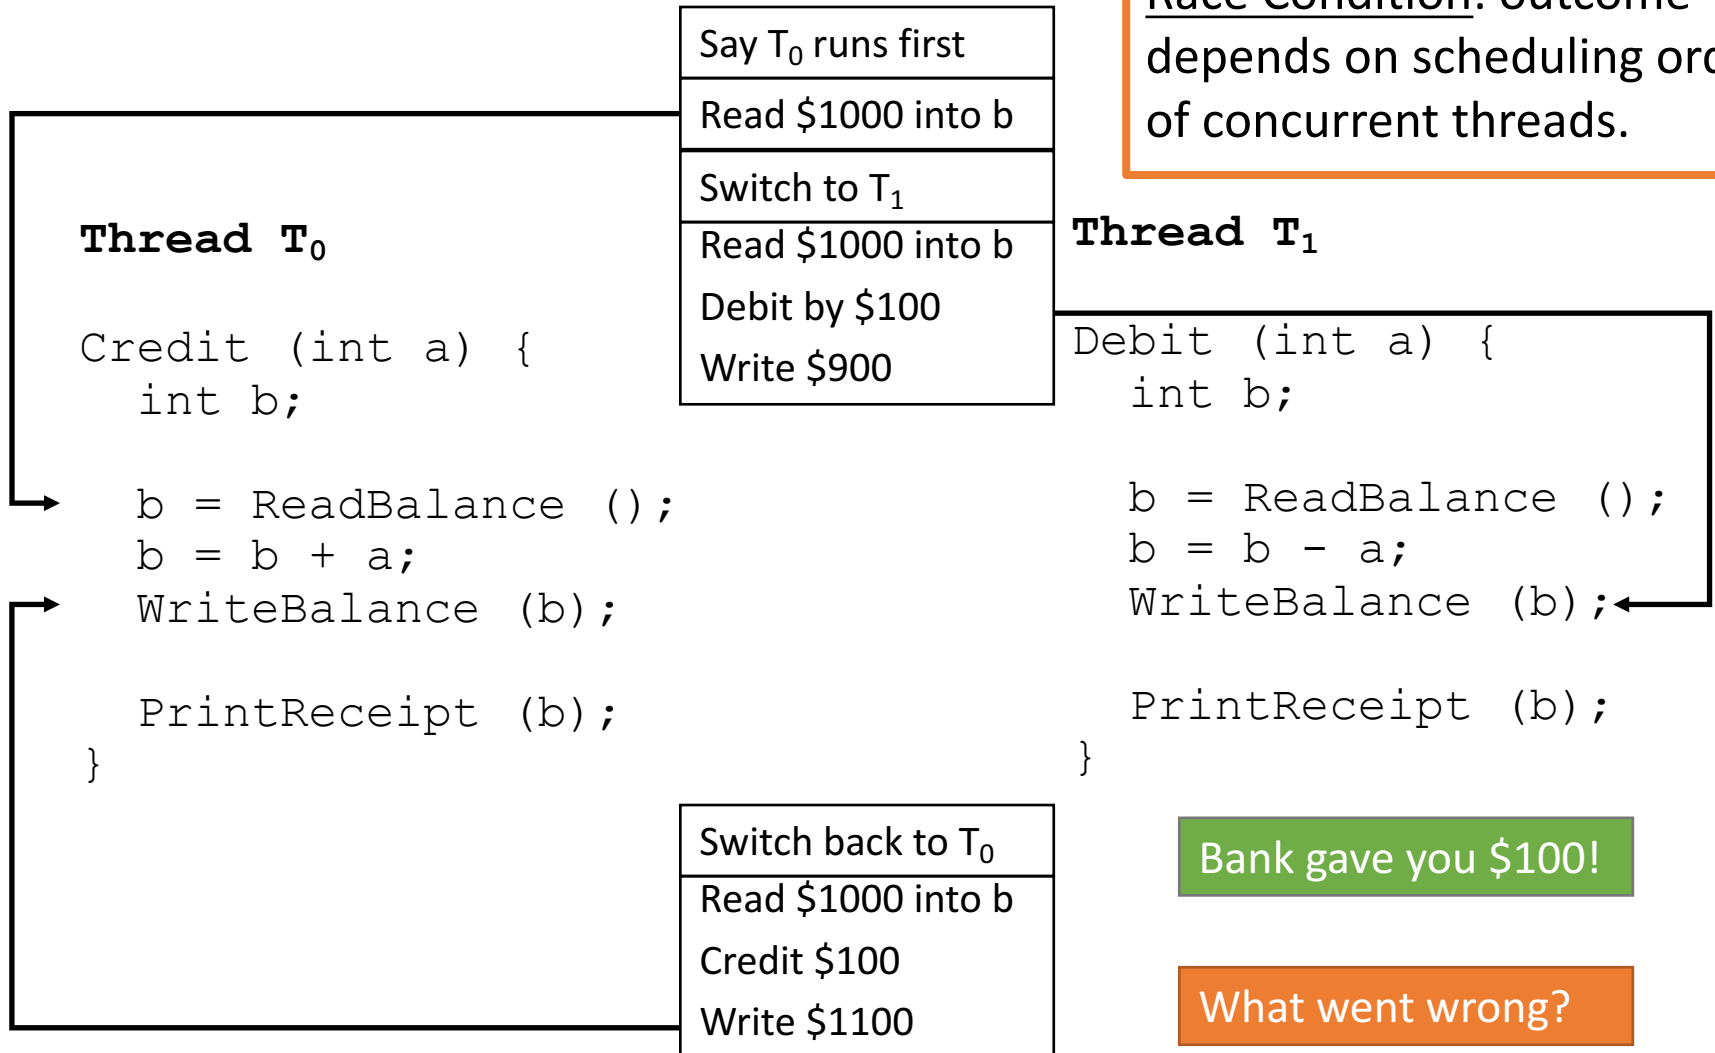 Say T₀ runs first
Read $1000 into b
Switch to T₁
Read $1000 into b
Debit by $100
Write $900
Race Condition: outcome
depends on scheduling
of concurrent threads.
Thread T₀
Credit (int a) {
int b;
b = ReadBalance ();
b = b + a;
WriteBalance (b);
PrintReceipt (b);
}
Thread T₁
Debit (int a) {
int b;
b = ReadBalance ();
b = b - a;
WriteBalance (b);
PrintReceipt (b);
}
Switch back to T₀
Read $1000 into b
Credit $100
Write $1100
Bank gave you $100!
What went wrong?